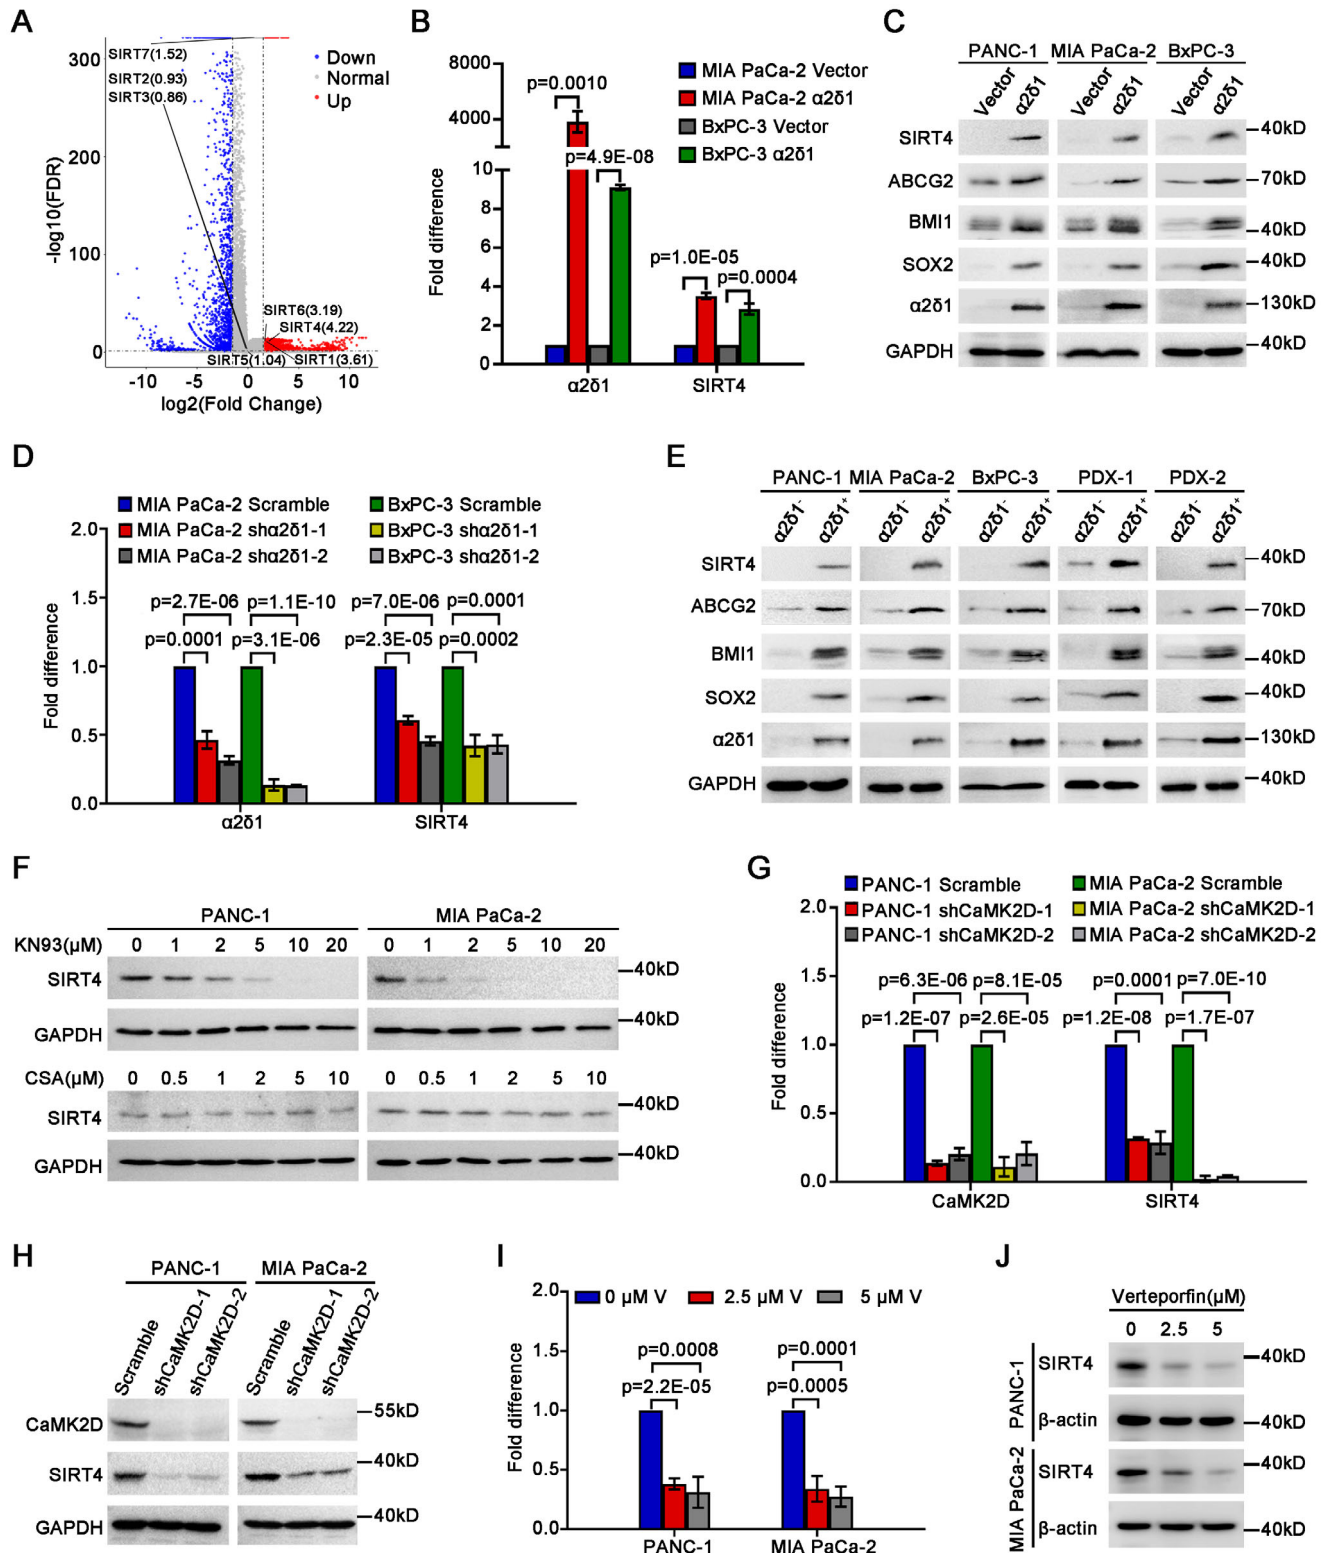 A
300
200
100
0
-log10(FDR)
-10
-5
0
5
10
log2(Fold Change)
SIRT7(1.52)
SIRT2(0.93)
SIRT3(0.86)
SIRT6(3.19)
SIRT4(4.22)
SIRT5(1.04)
SIRT1(3.61)
Down
Normal
Up
B
8000
4000
10
8
6
4
2
0
Fold difference
p=0.0010
p=4.9E-08
p=1.0E-05
p=0.0004
α2δ1
SIRT4
MIA PaCa-2 Vector
MIA PaCa-2 α2δ1
BxPC-3 Vector
BxPC-3 α2δ1
C
PANC-1 MIA PaCa-2 BxPC-3
Vector α2δ1 Vector α2δ1 Vector α2δ1
SIRT4 40kD
ABCG2 70kD
BMI1 40kD
SOX2 40kD
α2δ1 130kD
GAPDH 40kD
D
MIA PaCa-2 Scramble
MIA PaCa-2 shα2δ1-1
MIA PaCa-2 shα2δ1-2
BxPC-3 Scramble
BxPC-3 shα2δ1-1
BxPC-3 shα2δ1-2
2.0
1.5
1.0
0.5
0.0
Fold difference
p=2.7E-06 p=1.1E-10 p=7.0E-06 p=0.0001
p=0.0001 p=3.1E-06 p=2.3E-05 p=0.0002
α2δ1
SIRT4
E
PANC-1 MIA PaCa-2 BxPC-3 PDX-1 PDX-2
α2δ1⁻ α2δ1⁺ α2δ1⁻ α2δ1⁺ α2δ1⁻ α2δ1⁺ α2δ1⁻ α2δ1⁺ α2δ1⁻ α2δ1⁺
SIRT4 40kD
ABCG2 70kD
BMI1 40kD
SOX2 40kD
α2δ1 130kD
GAPDH 40kD
F
PANC-1 MIA PaCa-2
KN93(μM) 0 1 2 5 10 20 0 1 2 5 10 20
SIRT4 40kD
GAPDH 40kD
CSA(μM) 0 0.5 1 2 5 10 0 0.5 1 2 5 10
SIRT4 40kD
GAPDH 40kD
G
PANC-1 Scramble
PANC-1 shCaMK2D-1
PANC-1 shCaMK2D-2
MIA PaCa-2 Scramble
MIA PaCa-2 shCaMK2D-1
MIA PaCa-2 shCaMK2D-2
2.0
1.5
1.0
0.5
0.0
Fold difference
p=6.3E-06 p=8.1E-05 p=0.0001 p=7.0E-10
p=1.2E-07 p=2.6E-05 p=1.2E-08 p=1.7E-07
CaMK2D
SIRT4
H
PANC-1 MIA PaCa-2
Scramble shCaMK2D-1 shCaMK2D-2 Scramble shCaMK2D-1 shCaMK2D-2
CaMK2D 55kD
SIRT4 40kD
GAPDH 40kD
I
0 μM V 2.5 μM V 5 μM V
2.0
1.5
1.0
0.5
0.0
Fold difference
p=0.0008 p=0.0001
p=2.2E-05 p=0.0005
PANC-1
MIA PaCa-2
J
Verteporfin(μM)
0 2.5 5
PANC-1
SIRT4 40kD
β-actin 40kD
MIA PaCa-2
SIRT4 40kD
β-actin 40kD